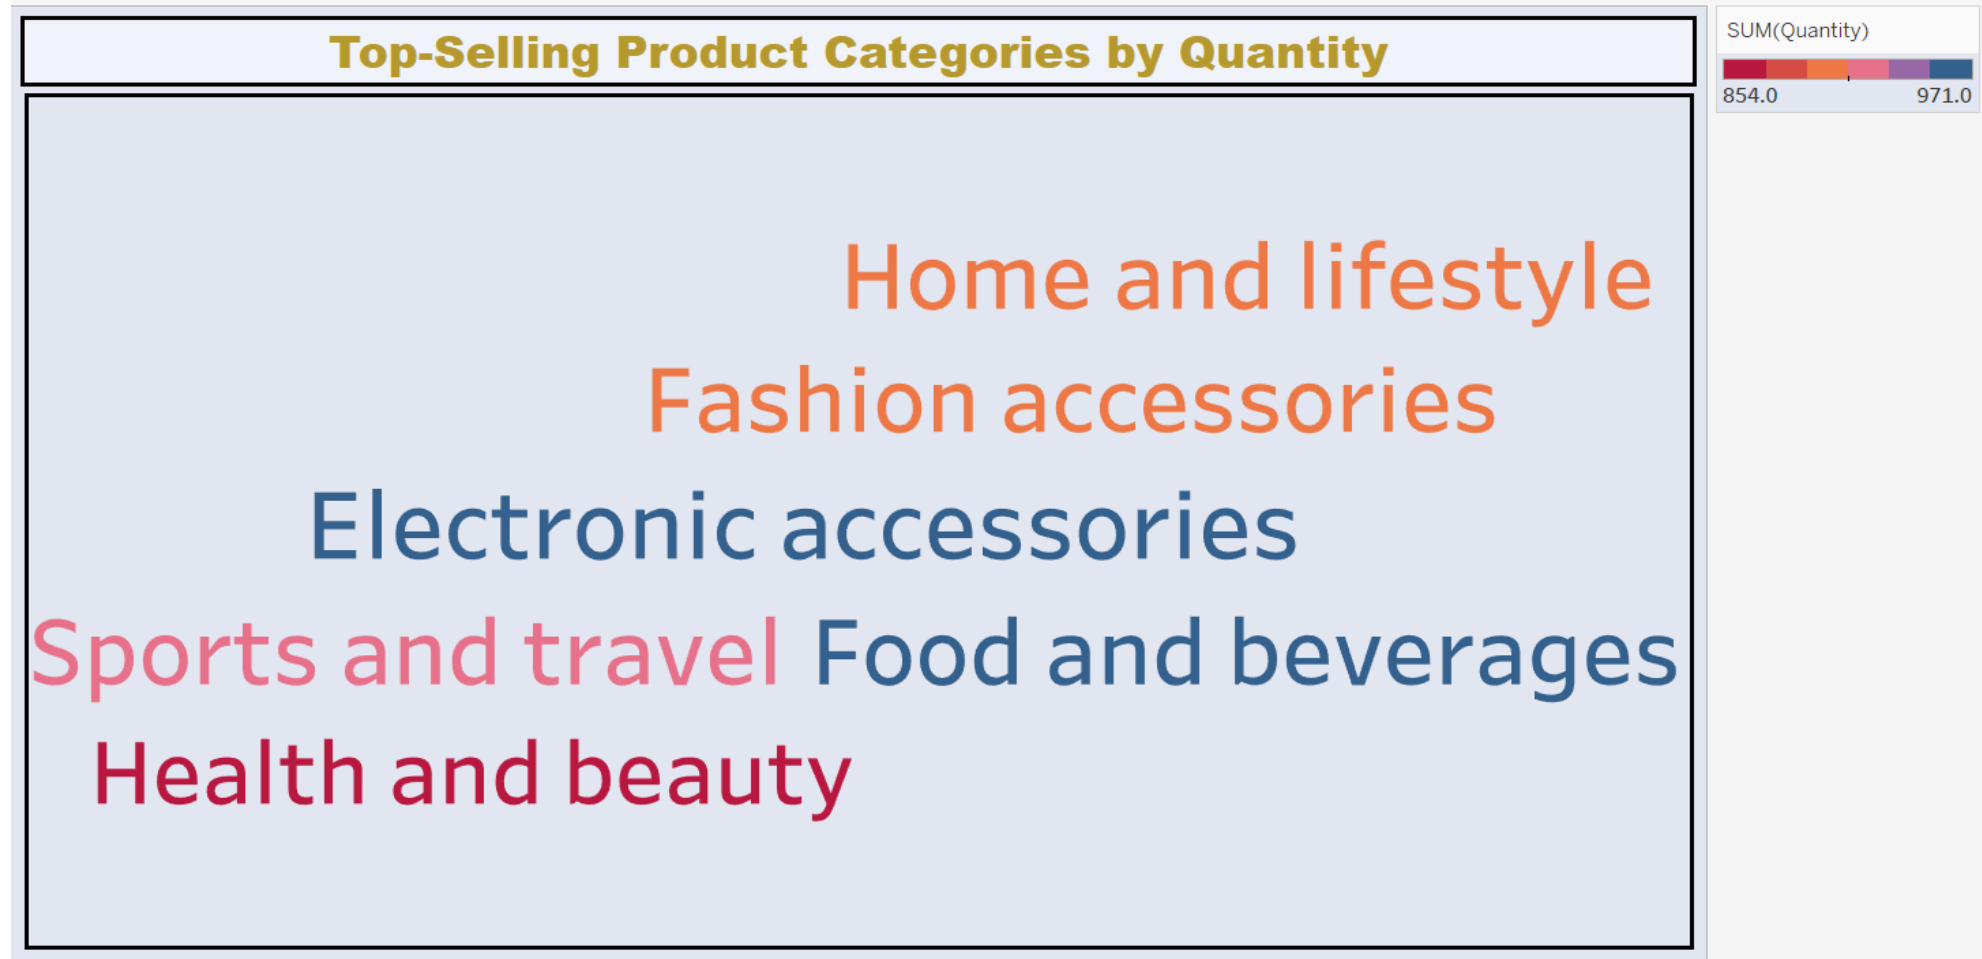 Top-Selling Product Categories by Quantity
SUM(Quantity)
854.0 971.0
Home and lifestyle
Fashion accessories
Electronic accessories
Sports and travel Food and beverages
Health and beauty